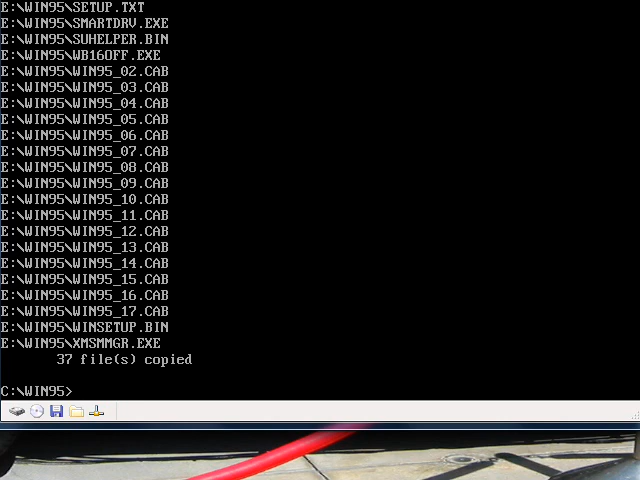 E:\WIN95\SETUP.TXT
E:\WIN95\SMARTDRV.EXE
E:\WIN95\SUHELPER.BIN
E:\WIN95\WB16OFF.EXE
E:\WIN95\WIN95_02.CAB
E:\WIN95\WIN95_03.CAB
E:\WIN95\WIN95_04.CAB
E:\WIN95\WIN95_05.CAB
E:\WIN95\WIN95_06.CAB
E:\WIN95\WIN95_07.CAB
E:\WIN95\WIN95_08.CAB
E:\WIN95\WIN95_09.CAB
E:\WIN95\WIN95_10.CAB
E:\WIN95\WIN95_11.CAB
E:\WIN95\WIN95_12.CAB
E:\WIN95\WIN95_13.CAB
E:\WIN95\WIN95_14.CAB
E:\WIN95\WIN95_15.CAB
E:\WIN95\WIN95_16.CAB
E:\WIN95\WIN95_17.CAB
E:\WIN95\WINSETUP.BIN
E:\WIN95\XMSMMGR.EXE
37 file(s) copied
C:\WIN95>